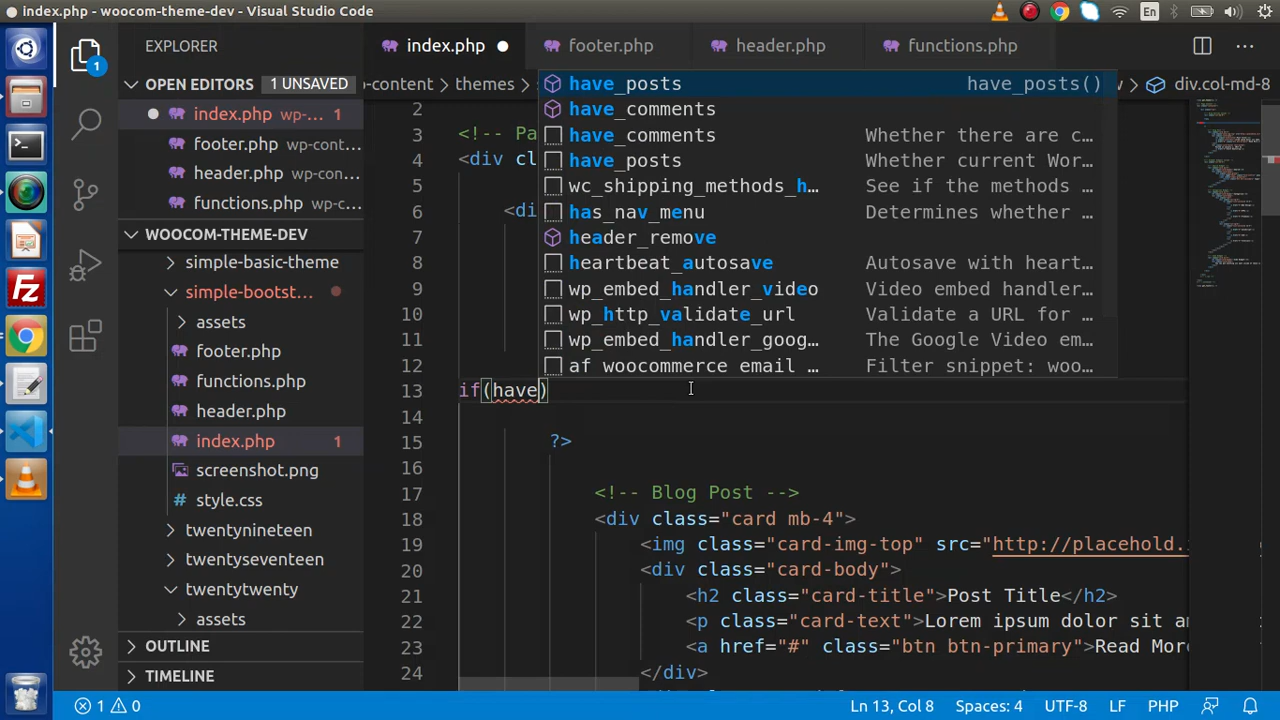 index.php - woocom-theme-dev - Visual Studio Code
En
EXPLORER
index.php
footer.php
header.php
functions.php
OPEN EDITORS
1 UNSAVED
p-content
themes
div.col-md-8
index.php wp-... 1
footer.php wp-cont...
header.php wp-cont...
functions.php wp-cont...
WOOCOM-THEME-DEV
simple-basic-theme
simple-bootst...
assets
footer.php
functions.php
header.php
index.php 1
screenshot.png
style.css
twentynineteen
twentyseventeen
twentytwenty
assets
OUTLINE
TIMELINE
have_posts have_posts()
have_comments
have_comments Whether there are c...
have_posts Whether current Wor...
wc_shipping_methods_h... See if the methods ...
has_nav_menu Determines whether ...
header_remove
heartbeat_autosave Autosave with heart...
wp_embed_handler_video Video embed handler...
wp_http_validate_url Validate a URL for ...
wp_embed_handler_goog... The Google Video em...
af woocommerce email ... Filter snippet: woo...
2
3 <!-- Pa
4 <div cl
5
6 <di
7
8
9
10
11
12
13 if(have)
14
15 ?>
16
17 <!-- Blog Post -->
18 <div class="card mb-4">
19 <img class="card-img-top" src="http://placehold.
20 <div class="card-body">
21 <h2 class="card-title">Post Title</h2>
22 <p class="card-text">Lorem ipsum dolor sit a
23 <a href="#" class="btn btn-primary">Read Mor
24 </div>
1 0
Ln 13, Col 8
Spaces: 4
UTF-8
LF
PHP